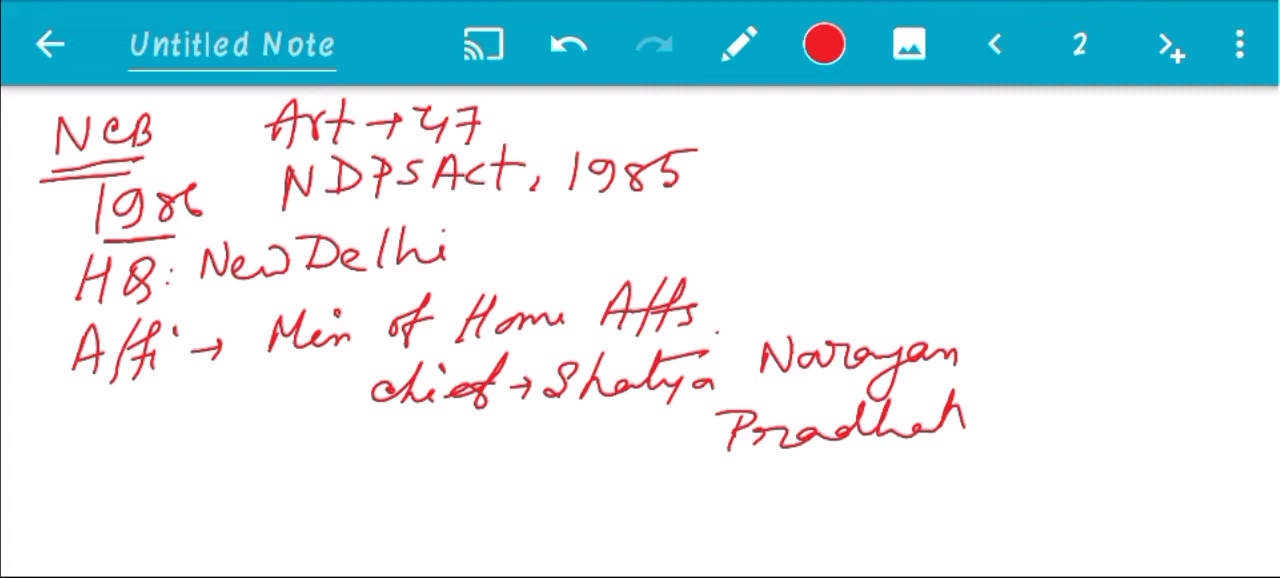 Untitled Note
2
NCB Art → 47
1986 NDPS Act, 1985
HQ: New Delhi
Affi → Min of Home Affs.
chief → Shatya Narayan
Pradhan